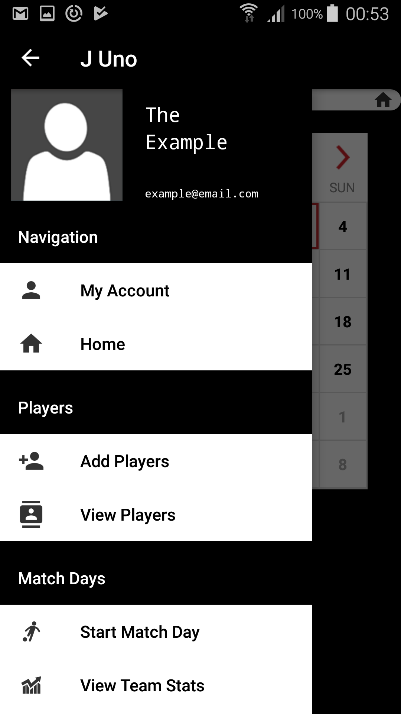 100% 00:53
J Uno
The
Example
example@email.com
SUN
Navigation
4
My Account
11
Home
18
25
Players
1
Add Players
8
View Players
Match Days
Start Match Day
View Team Stats